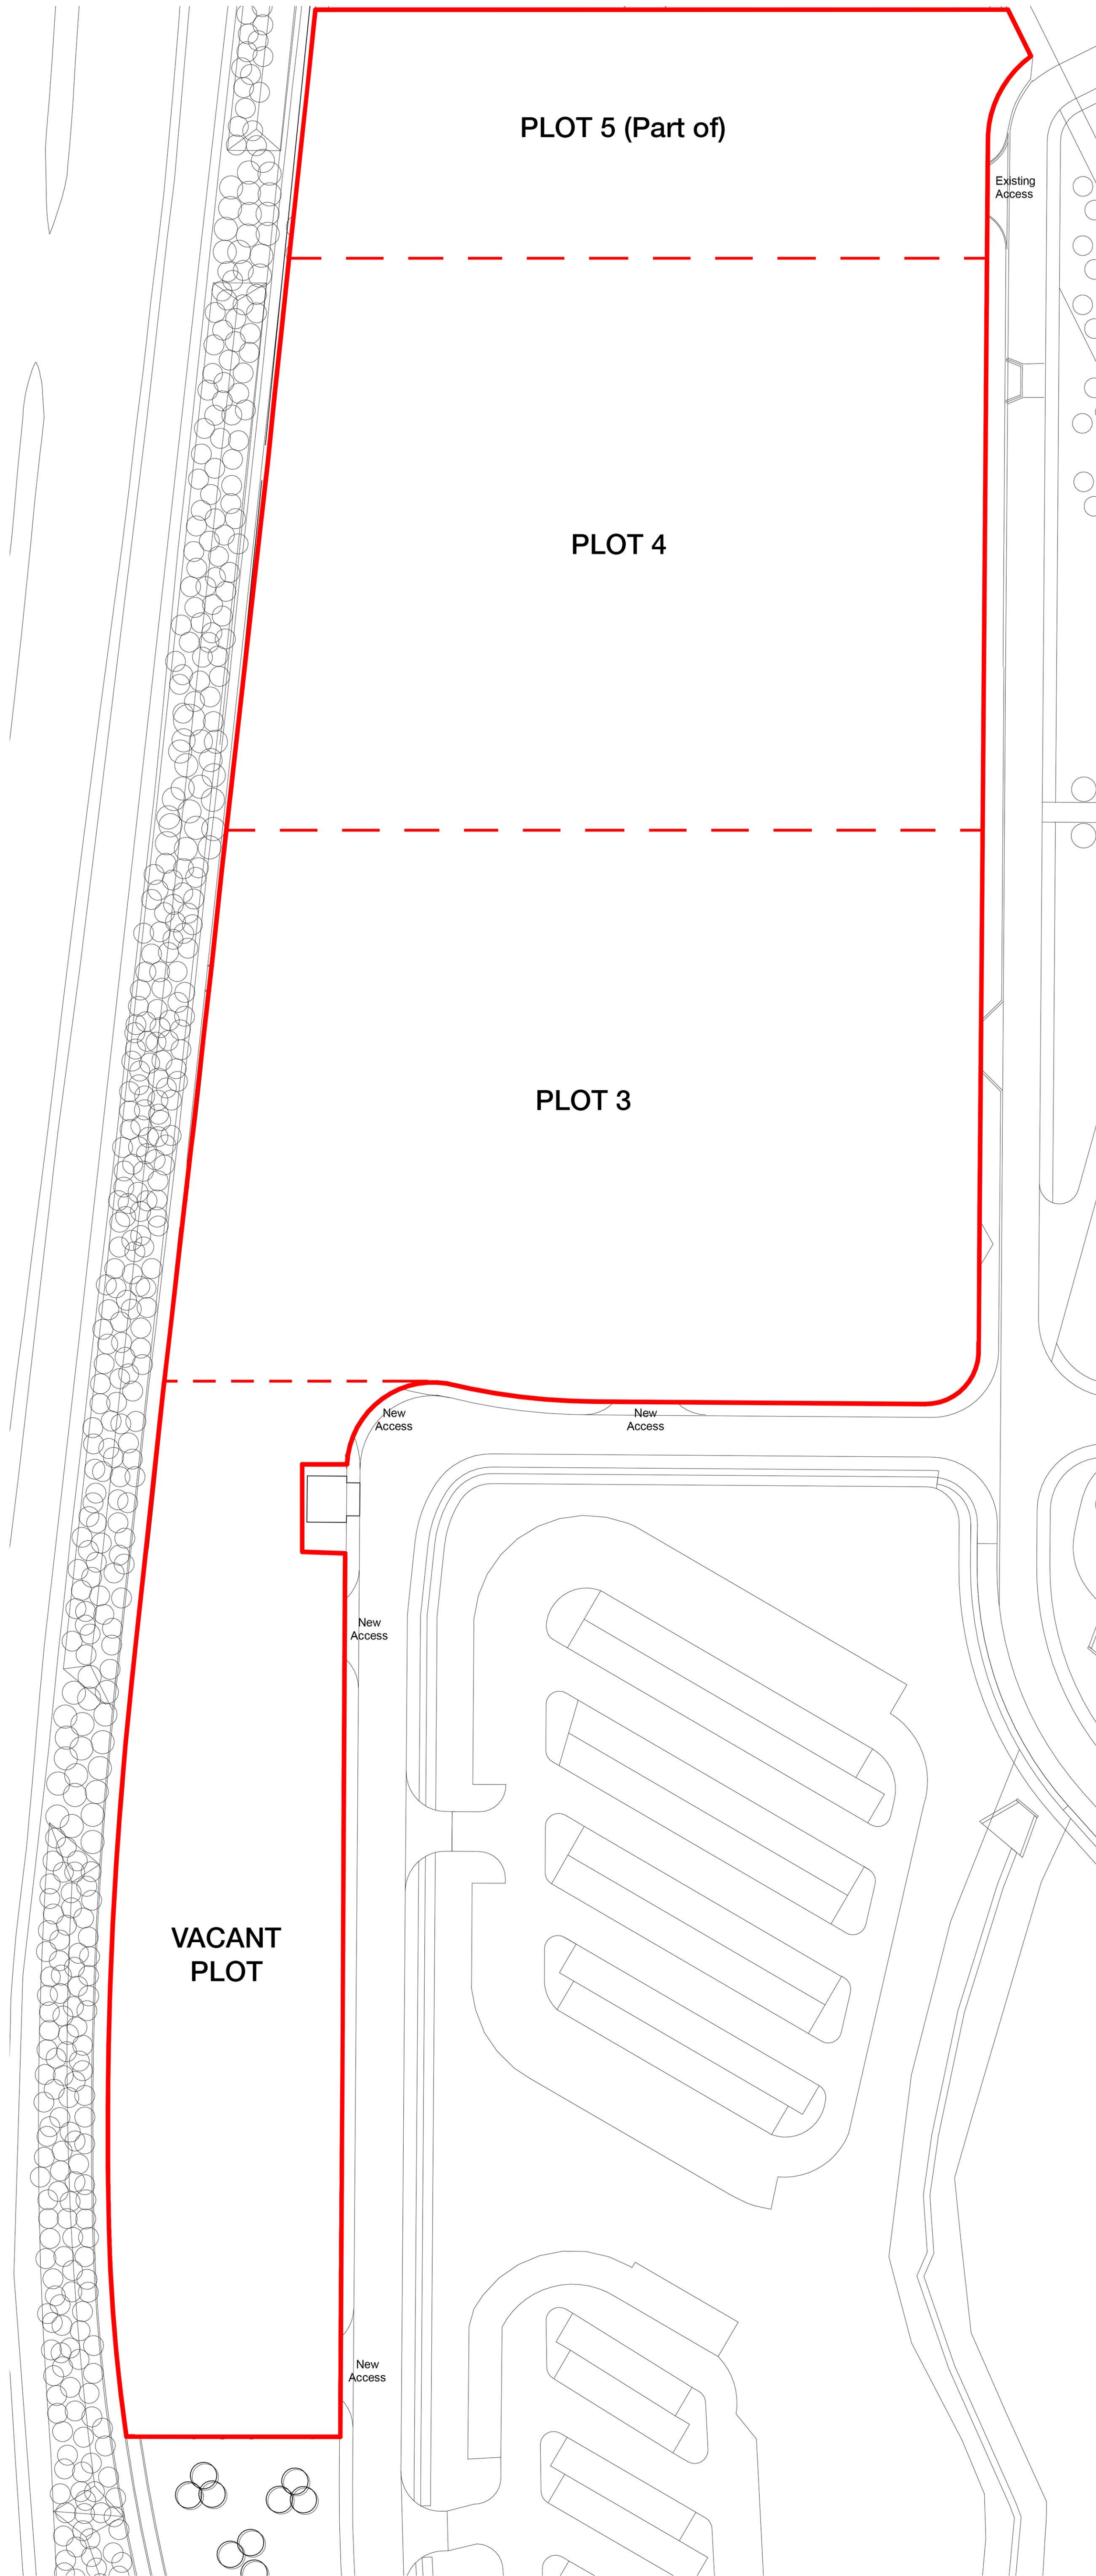 PLOT 5 (Part of)
Existing
Access
PLOT 4
PLOT 3
New
Access
New
Access
New
Access
VACANT
PLOT
New
Access